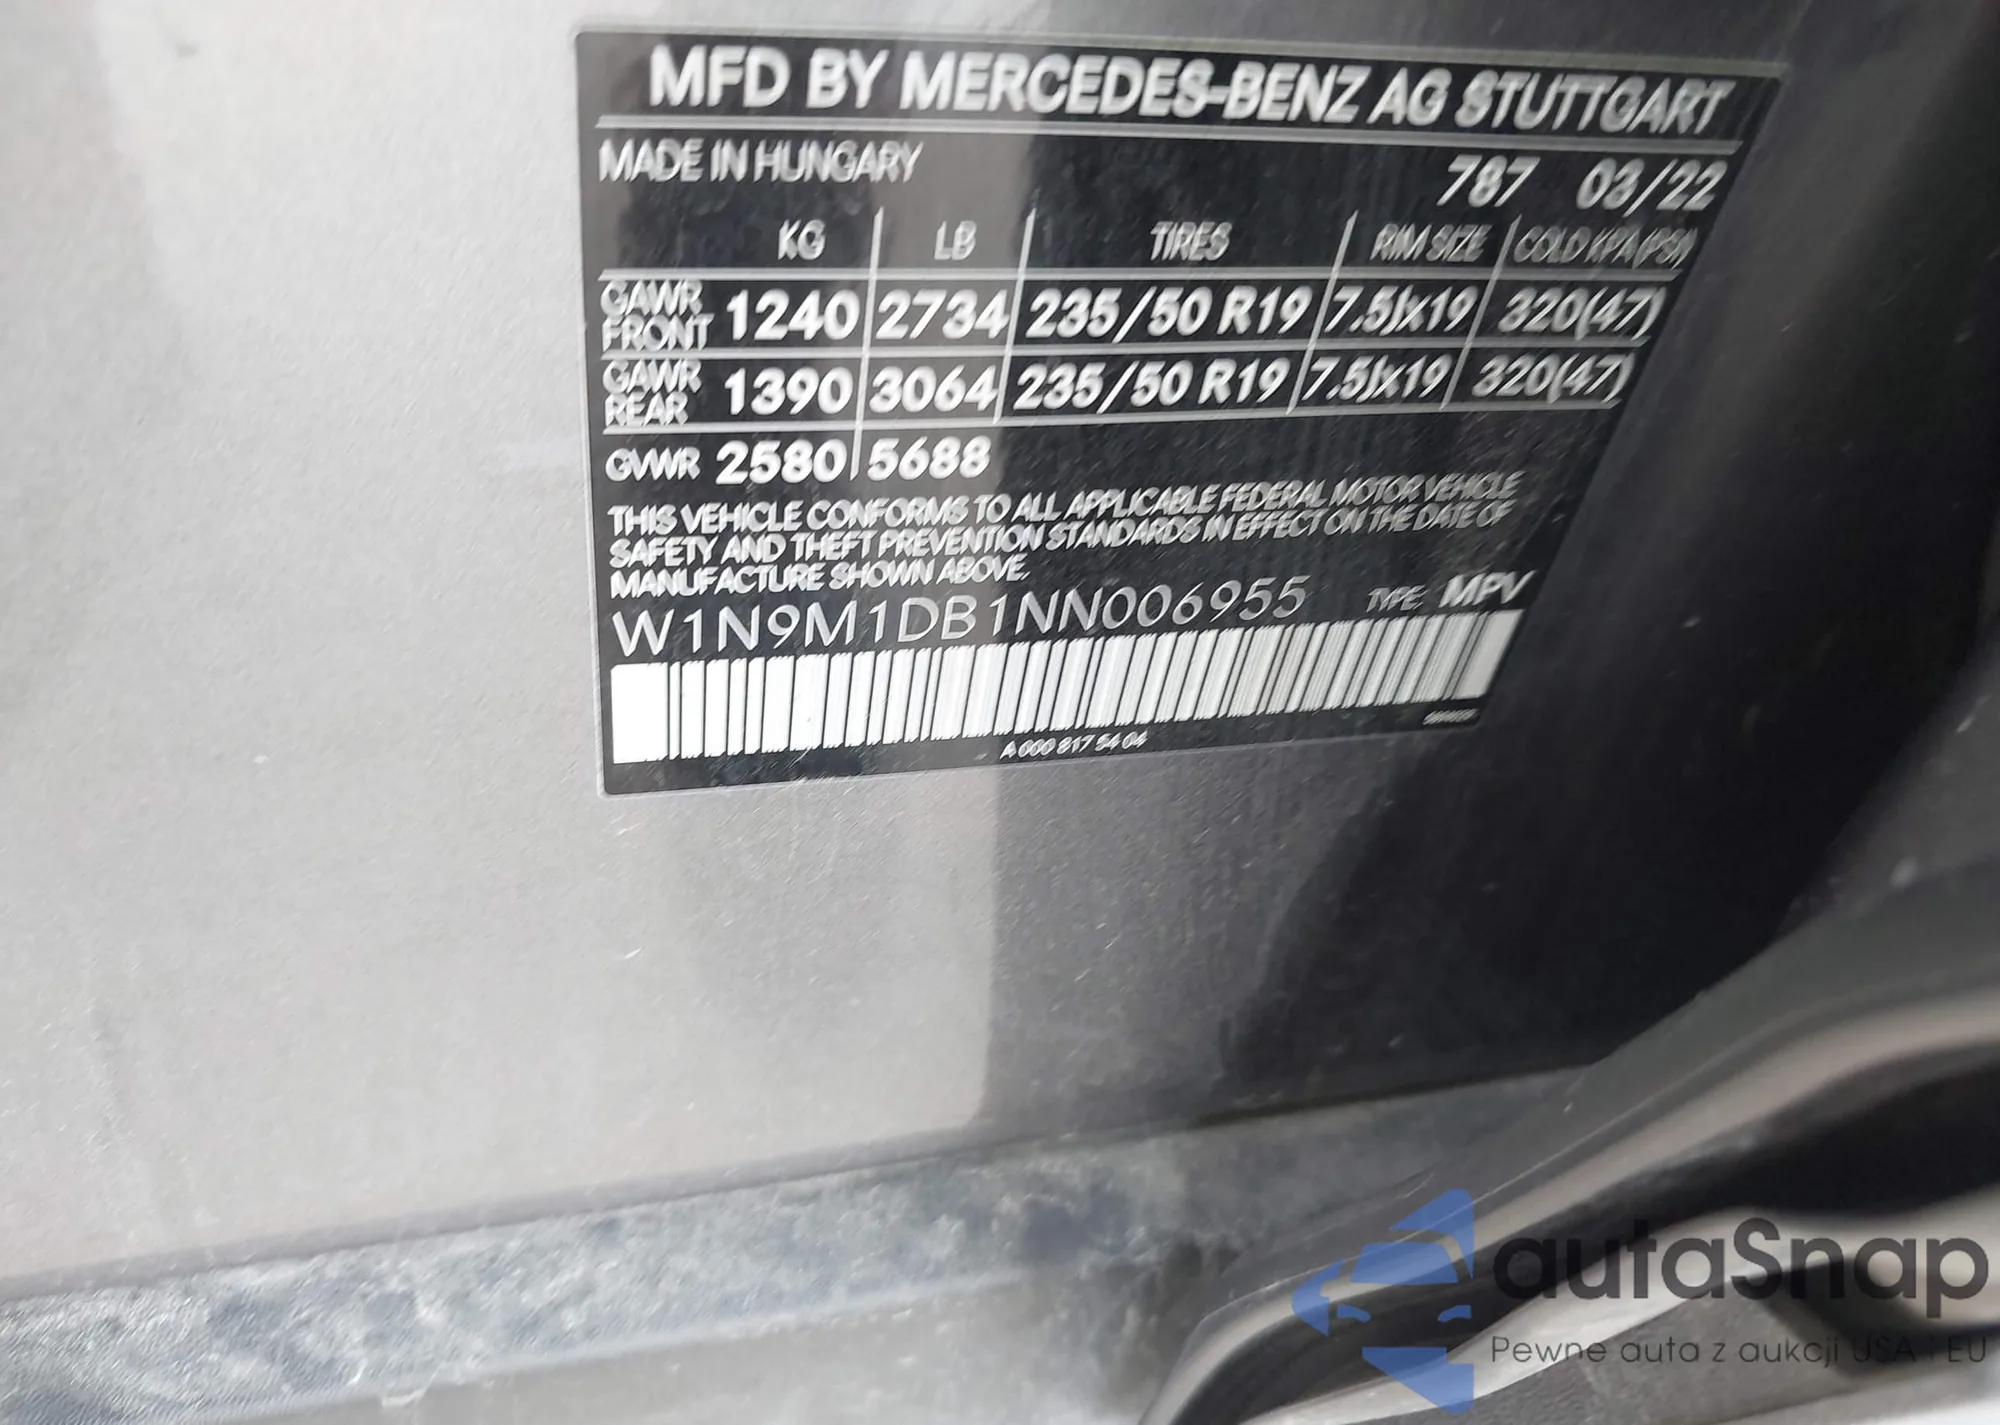 MFD BY MERCEDES-BENZ AG STUTTGART
MADE IN HUNGARY
787 03/22
KG LB TIRES RIM SIZE COLD KPA(PSI)
GAWR FRONT 1240 2734 235/50 R19 7.5Jx19 320(47)
GAWR REAR 1390 3064 235/50 R19 7.5Jx19 320(47)
GVWR 2580 5688
THIS VEHICLE CONFORMS TO ALL APPLICABLE FEDERAL MOTOR VEHICLE
SAFETY AND THEFT PREVENTION STANDARDS IN EFFECT ON THE DATE OF
MANUFACTURE SHOWN ABOVE.
W1N9M1DB1NN006955 TYPE: MPV
A 000 817 54 04
autaSnap
Pewne auta z aukcji USA i EU